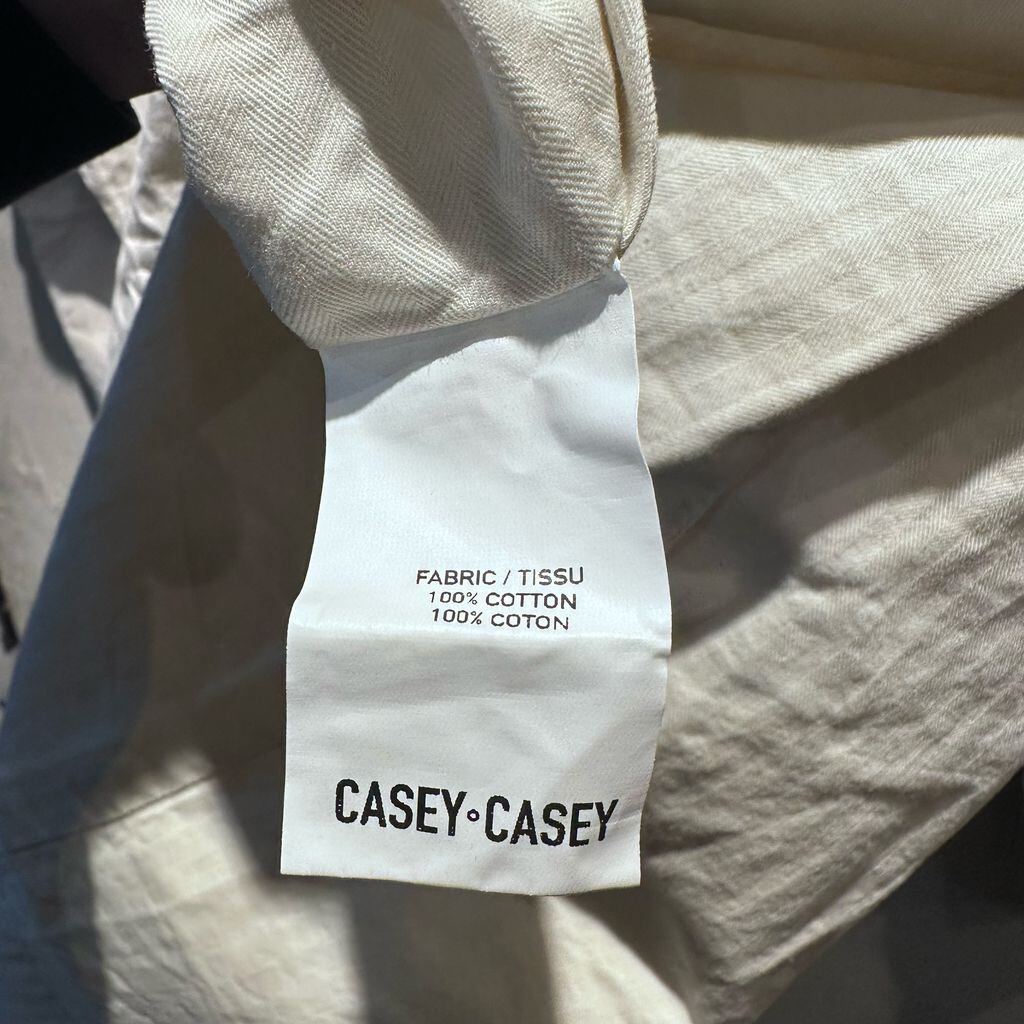 FABRIC / TISSU
100% COTTON
100% COTON
CASEY°CASEY